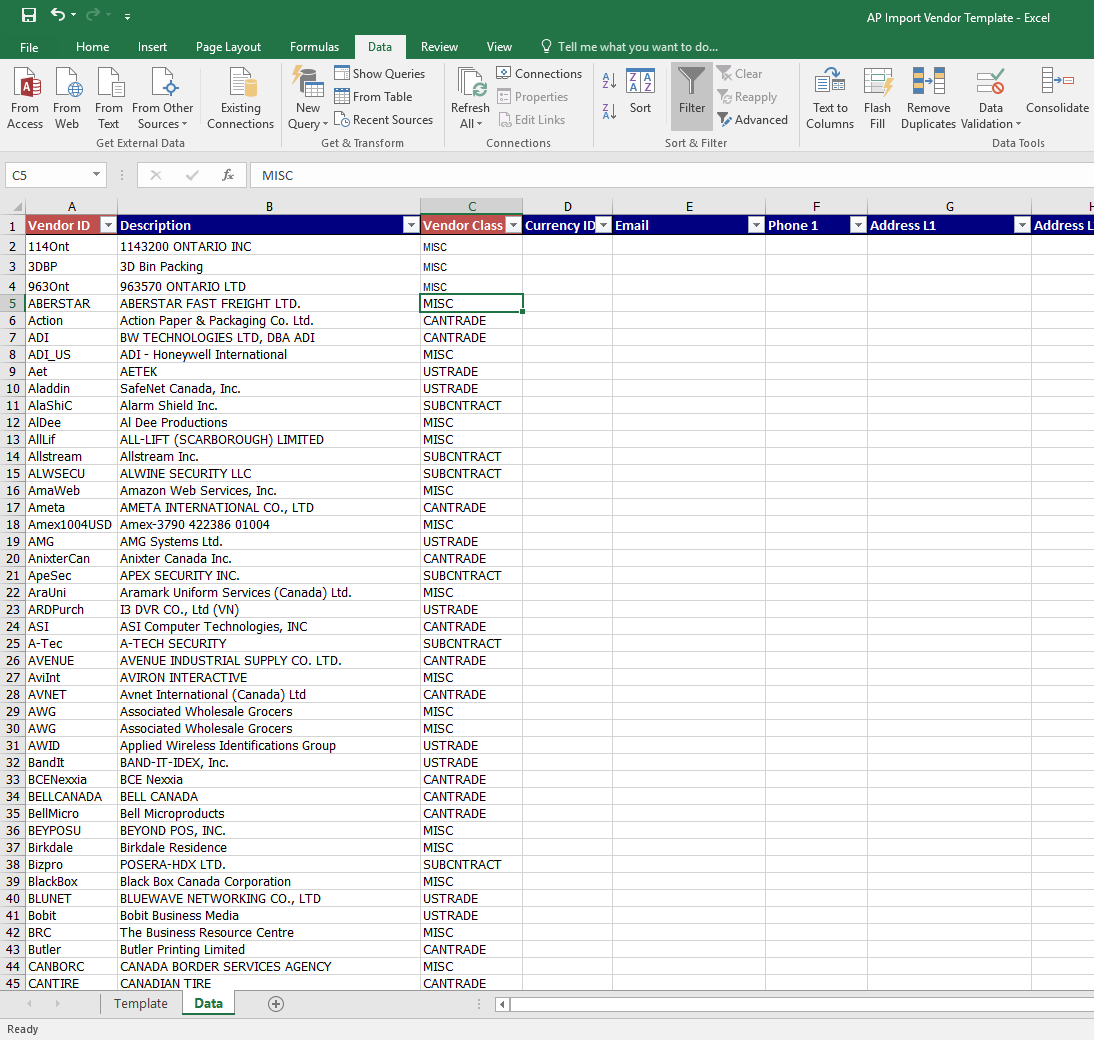 AP Import Vendor Template - Excel
File Home Insert Page Layout Formulas Data Review View Tell me what you want to do...
From Access
From Web
From Text
From Other Sources
Existing Connections
Get External Data
New Query
Show Queries
From Table
Recent Sources
Get & Transform
Refresh All
Connections
Properties
Edit Links
Connections
Sort
Filter
Clear
Reapply
Advanced
Sort & Filter
Text to Columns
Flash Fill
Remove Duplicates
Data Validation
Consolidate
Data Tools
C5 fx MISC
A B C D E F G H
1 Vendor ID Description Vendor Class Currency ID Email Phone 1 Address L1 Address L
2 114Ont 1143200 ONTARIO INC MISC
3 3DBP 3D Bin Packing MISC
4 963Ont 963570 ONTARIO LTD MISC
5 ABERSTAR ABERSTAR FAST FREIGHT LTD. MISC
6 Action Action Paper & Packaging Co. Ltd. CANTRADE
7 ADI BW TECHNOLOGIES LTD, DBA ADI CANTRADE
8 ADI_US ADI - Honeywell International MISC
9 Aet AETEK USTRADE
10 Aladdin SafeNet Canada, Inc. USTRADE
11 AlaShiC Alarm Shield Inc. SUBCNTRACT
12 AlDee Al Dee Productions MISC
13 AllLif ALL-LIFT (SCARBOROUGH) LIMITED MISC
14 Allstream Allstream Inc. SUBCNTRACT
15 ALWSECU ALWINE SECURITY LLC SUBCNTRACT
16 AmaWeb Amazon Web Services, Inc. MISC
17 Ameta AMETA INTERNATIONAL CO., LTD CANTRADE
18 Amex1004USD Amex-3790 422386 01004 MISC
19 AMG AMG Systems Ltd. USTRADE
20 AnixterCan Anixter Canada Inc. CANTRADE
21 ApeSec APEX SECURITY INC. SUBCNTRACT
22 AraUni Aramark Uniform Services (Canada) Ltd. MISC
23 ARDPurch I3 DVR CO., Ltd (VN) USTRADE
24 ASI ASI Computer Technologies, INC CANTRADE
25 A-Tec A-TECH SECURITY SUBCNTRACT
26 AVENUE AVENUE INDUSTRIAL SUPPLY CO. LTD. CANTRADE
27 AviInt AVIRON INTERACTIVE MISC
28 AVNET Avnet International (Canada) Ltd CANTRADE
29 AWG Associated Wholesale Grocers MISC
30 AWG Associated Wholesale Grocers MISC
31 AWID Applied Wireless Identifications Group USTRADE
32 BandIt BAND-IT-IDEX, Inc. USTRADE
33 BCENexxia BCE Nexxia CANTRADE
34 BELLCANADA BELL CANADA CANTRADE
35 BellMicro Bell Microproducts CANTRADE
36 BEYPOSU BEYOND POS, INC. MISC
37 Birkdale Birkdale Residence MISC
38 Bizpro POSERA-HDX LTD. SUBCNTRACT
39 BlackBox Black Box Canada Corporation MISC
40 BLUNET BLUEWAVE NETWORKING CO., LTD USTRADE
41 Bobit Bobit Business Media USTRADE
42 BRC The Business Resource Centre MISC
43 Butler Butler Printing Limited CANTRADE
44 CANBORC CANADA BORDER SERVICES AGENCY MISC
45 CANTIRE CANADIAN TIRE CANTRADE
Template Data
Ready